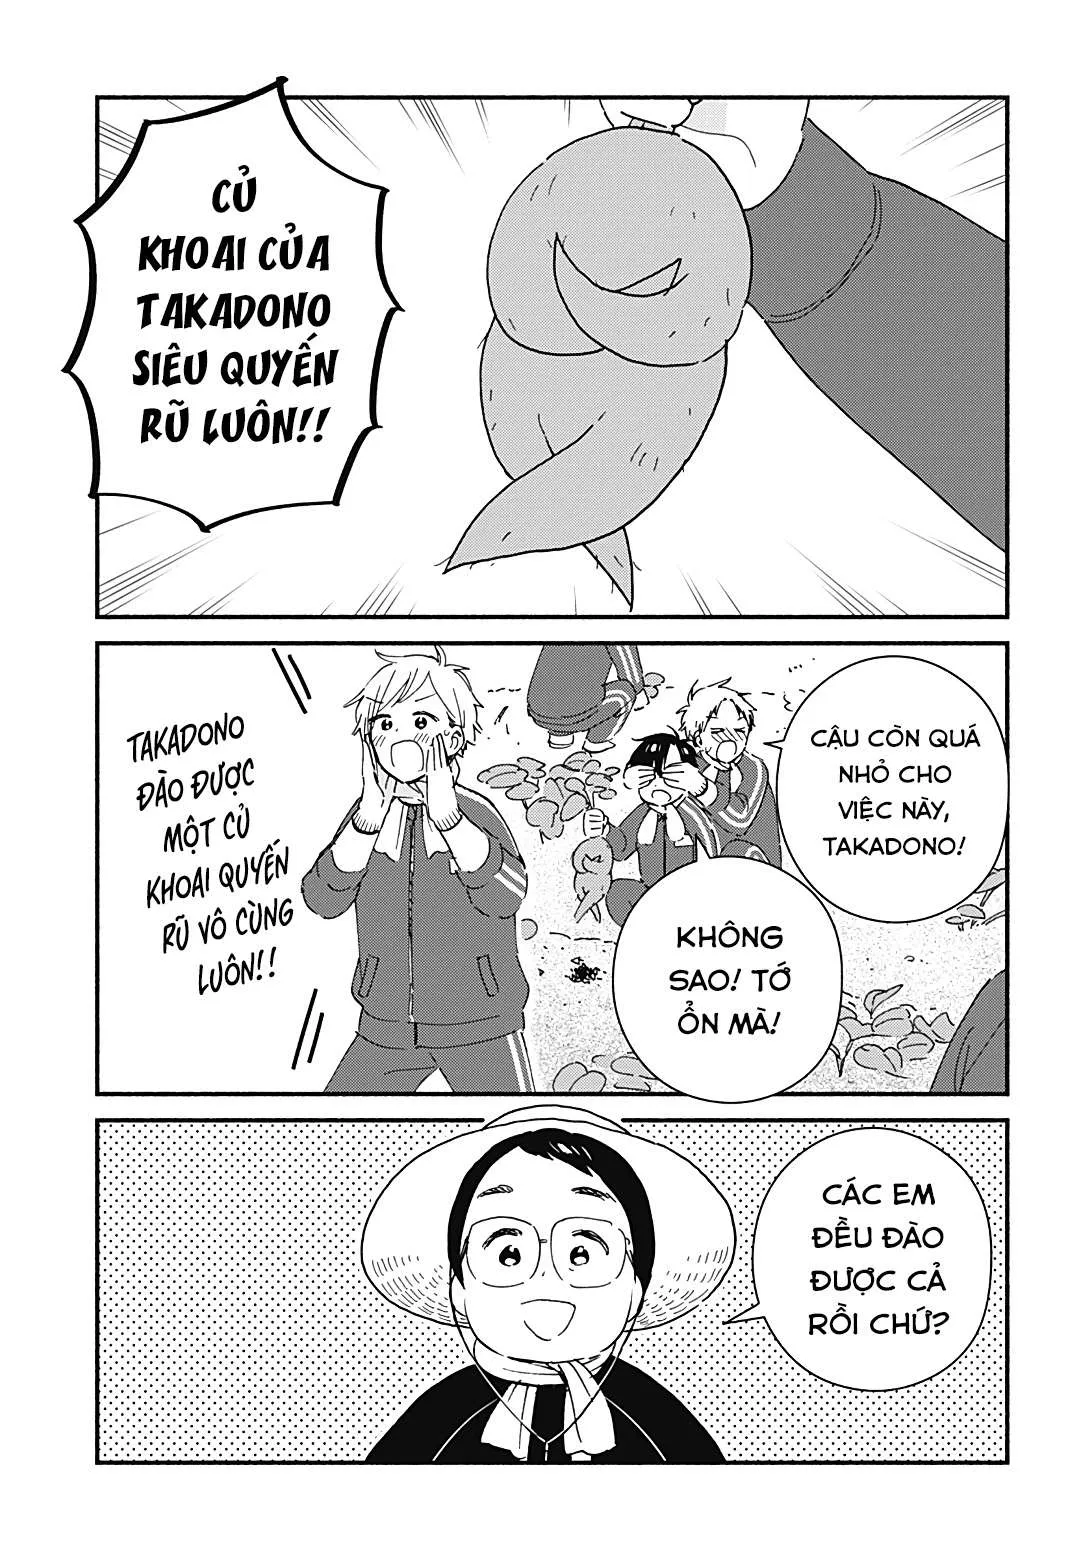 CỦ
KHOAI CỦA
TAKADONO
SIÊU QUYẾN
RŨ LUÔN!!
CẬU CÒN QUÁ
NHỎ CHO
VIỆC NÀY,
TAKADONO!
KHÔNG
SAO! TỚ
ỔN MÀ!
TAKADONO
ĐÀO ĐƯỢC
MỘT CỦ
KHOAI QUYẾN
RŨ VÔ CÙNG
LUÔN!!
CÁC EM
ĐỀU ĐÀO
ĐƯỢC CẢ
RỒI CHỨ?